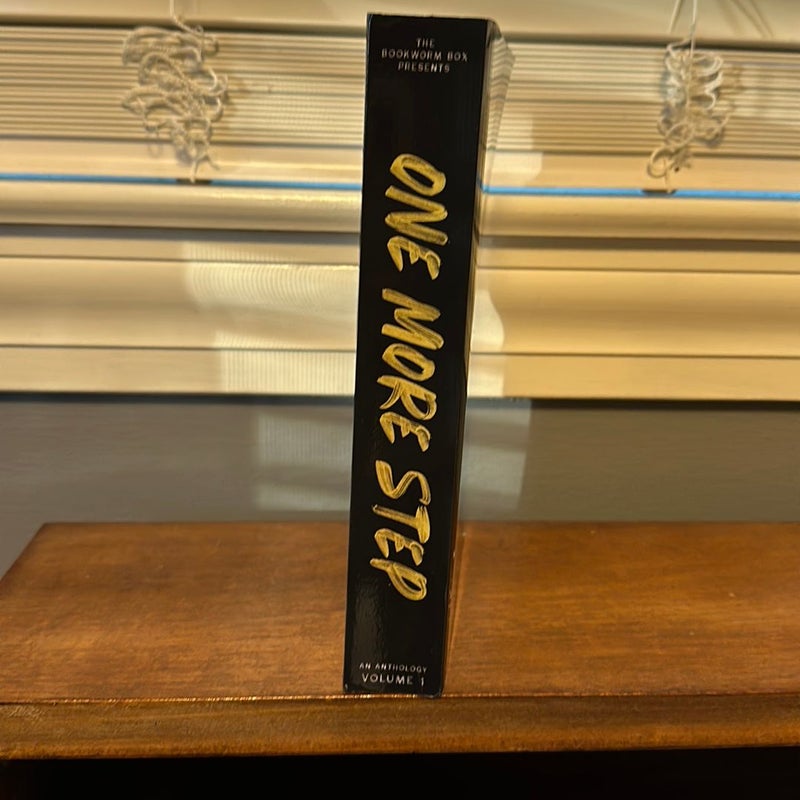 THE
BOOKWORM BOX
PRESENTS
ONE MORE STEP
AN ANTHOLOGY
VOLUME 1